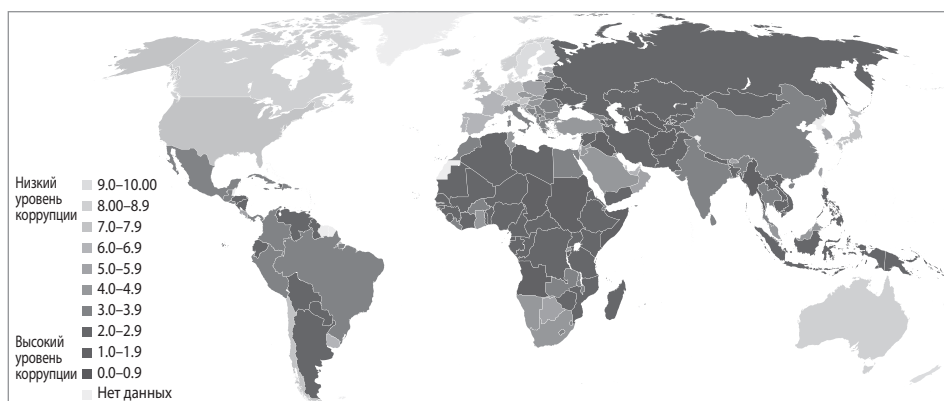 Низкий
уровень
коррупции
9.0–10.00
8.00–8.9
7.0–7.9
6.0–6.9
5.0–5.9
4.0–4.9
3.0–3.9
2.0–2.9
1.0–1.9
0.0–0.9
Нет данных
Высокий
уровень
коррупции